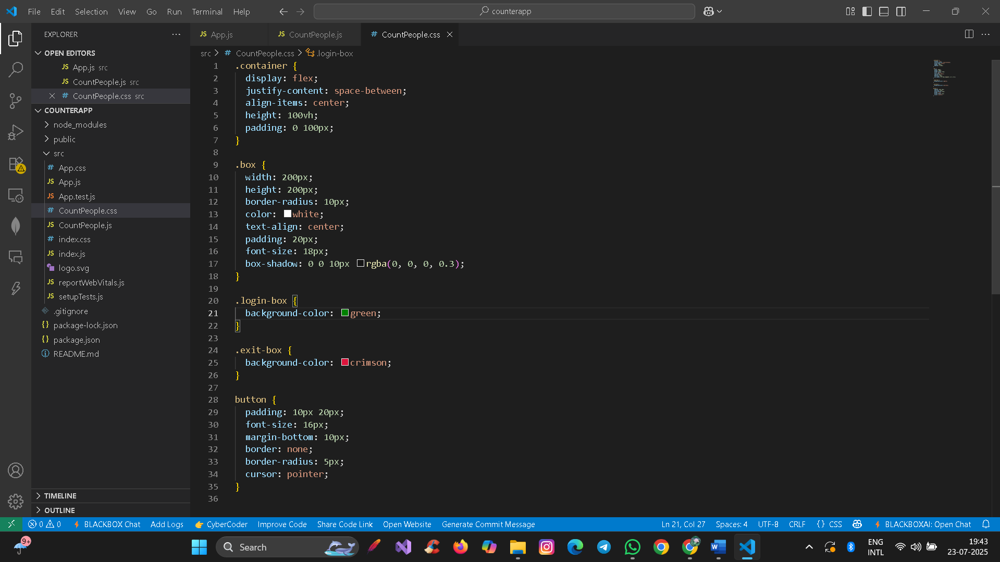 File Edit Selection View Go Run Terminal Help
counterapp
EXPLORER
OPEN EDITORS
JS App.js src
JS CountPeople.js src
# CountPeople.css src
COUNTERAPP
node_modules
public
src
# App.css
JS App.js
JS App.test.js
# CountPeople.css
JS CountPeople.js
# index.css
JS index.js
logo.svg
JS reportWebVitals.js
JS setupTests.js
.gitignore
{} package-lock.json
{} package.json
README.md
TIMELINE
OUTLINE
JS App.js
JS CountPeople.js
# CountPeople.css
src > # CountPeople.css > .login-box
1 .container {
2 display: flex;
3 justify-content: space-between;
4 align-items: center;
5 height: 100vh;
6 padding: 0 100px;
7 }
8
9 .box {
10 width: 200px;
11 height: 200px;
12 border-radius: 10px;
13 color: white;
14 text-align: center;
15 padding: 20px;
16 font-size: 18px;
17 box-shadow: 0 0 10px rgba(0, 0, 0, 0.3);
18 }
19
20 .login-box {
21 background-color: green;
22 }
23
24 .exit-box {
25 background-color: crimson;
26 }
27
28 button {
29 padding: 10px 20px;
30 font-size: 16px;
31 margin-bottom: 10px;
32 border: none;
33 border-radius: 5px;
34 cursor: pointer;
35 }
36
0 0 BLACKBOX Chat Add Logs CyberCoder Improve Code Share Code Link Open Website Generate Commit Message Ln 21, Col 27 Spaces: 4 UTF-8 CRLF {} CSS BLACKBOXAI: Open Chat
9+
Search
ENG
INTL
19:43
23-07-2025